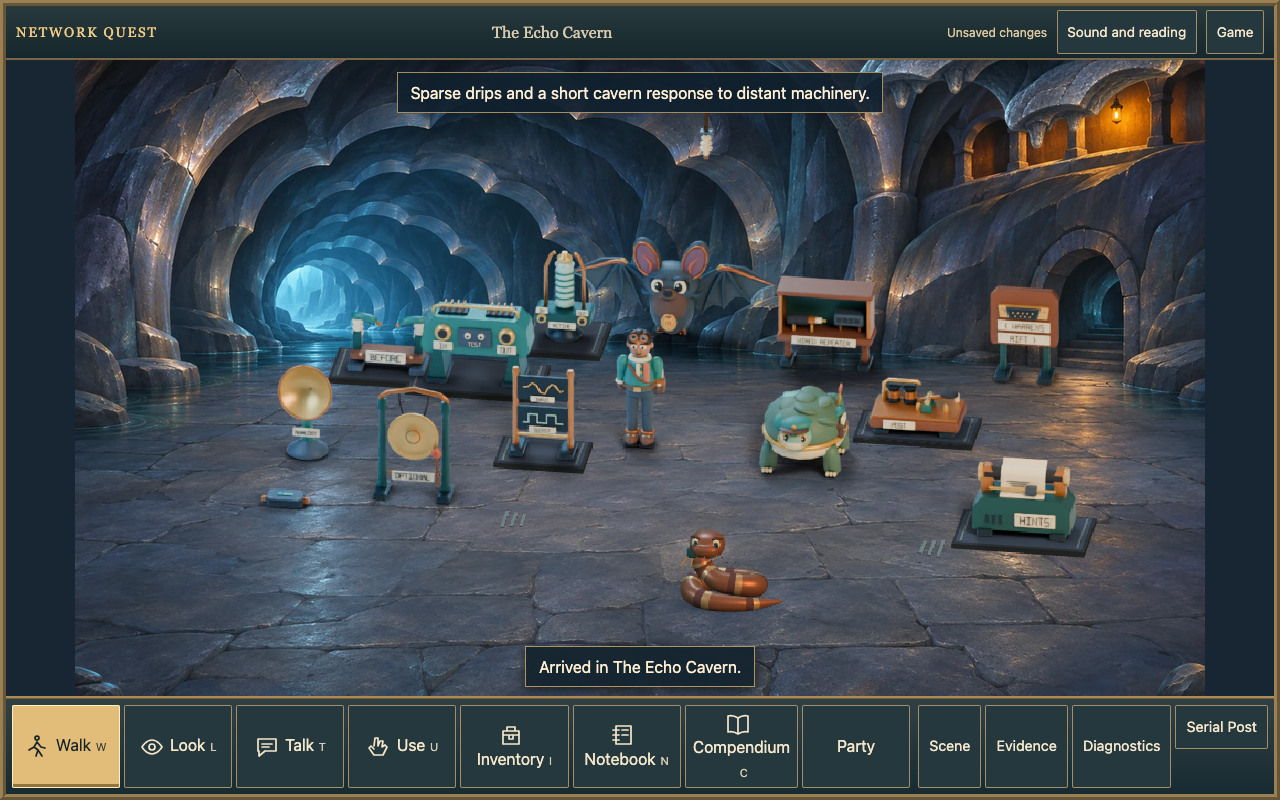 NETWORK QUEST
The Echo Cavern
Unsaved changes
Sound and reading
Game
Sparse drips and a short cavern response to distant machinery.
BEFORE
TEST
OUT
OPTIONAL
HINTS
Arrived in The Echo Cavern.
Walk W
Look L
Talk T
Use U
Inventory I
Notebook N
Compendium
C
Party
Scene
Evidence
Diagnostics
Serial Post